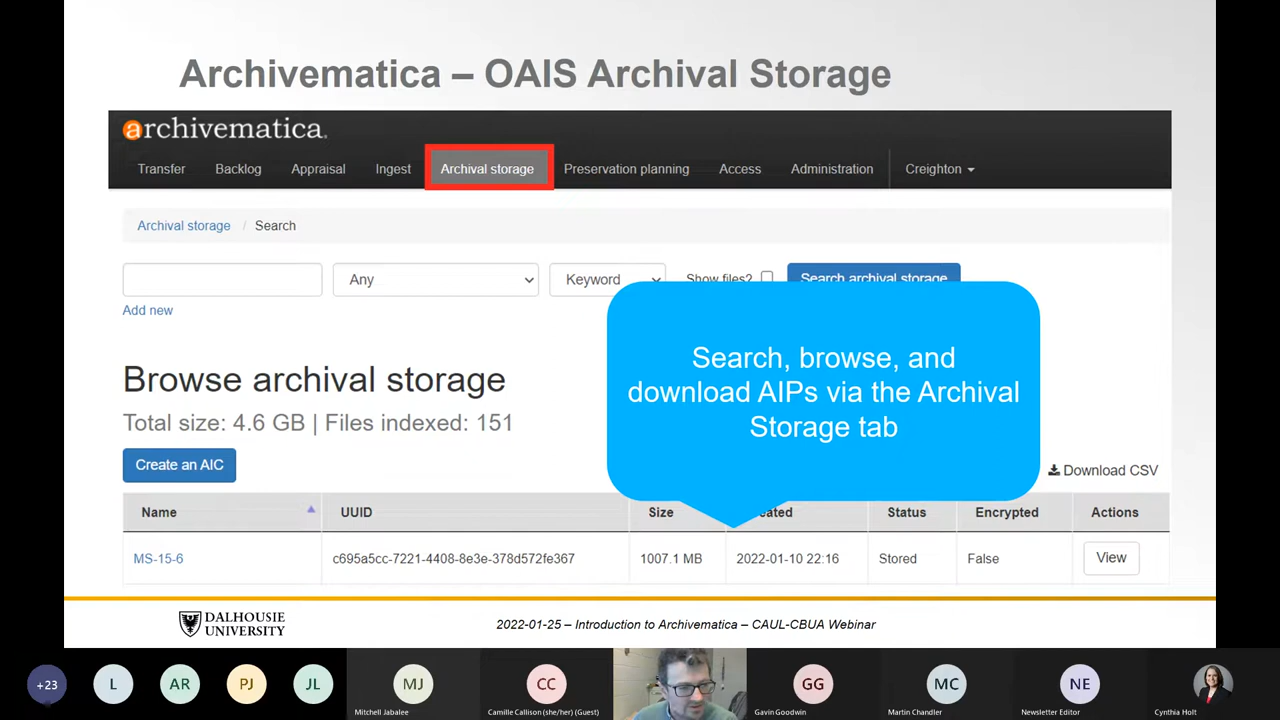 Archivematica – OAIS Archival Storage
archivematica.
Transfer Backlog Appraisal Ingest Archival storage Preservation planning Access Administration Creighton
Archival storage / Search
Any Keyword Show files? Search archival storage
Add new
Search, browse, and
download AIPs via the Archival
Storage tab
Browse archival storage
Total size: 4.6 GB | Files indexed: 151
Create an AIC
Download CSV
Name UUID Size Status Encrypted Actions
MS-15-6 c695a5cc-7221-4408-8e3e-378d572fe367 1007.1 MB 2022-01-10 22:16 Stored False View
DALHOUSIE
UNIVERSITY
2022-01-25 – Introduction to Archivematica – CAUL-CBUA Webinar
+23 L AR PJ JL MJ CC GG MC NE
Mitchell Jabalee Camille Callison (she/her) (Guest) Gavin Goodwin Martin Chandler Newsletter Editor Cynthia Holt